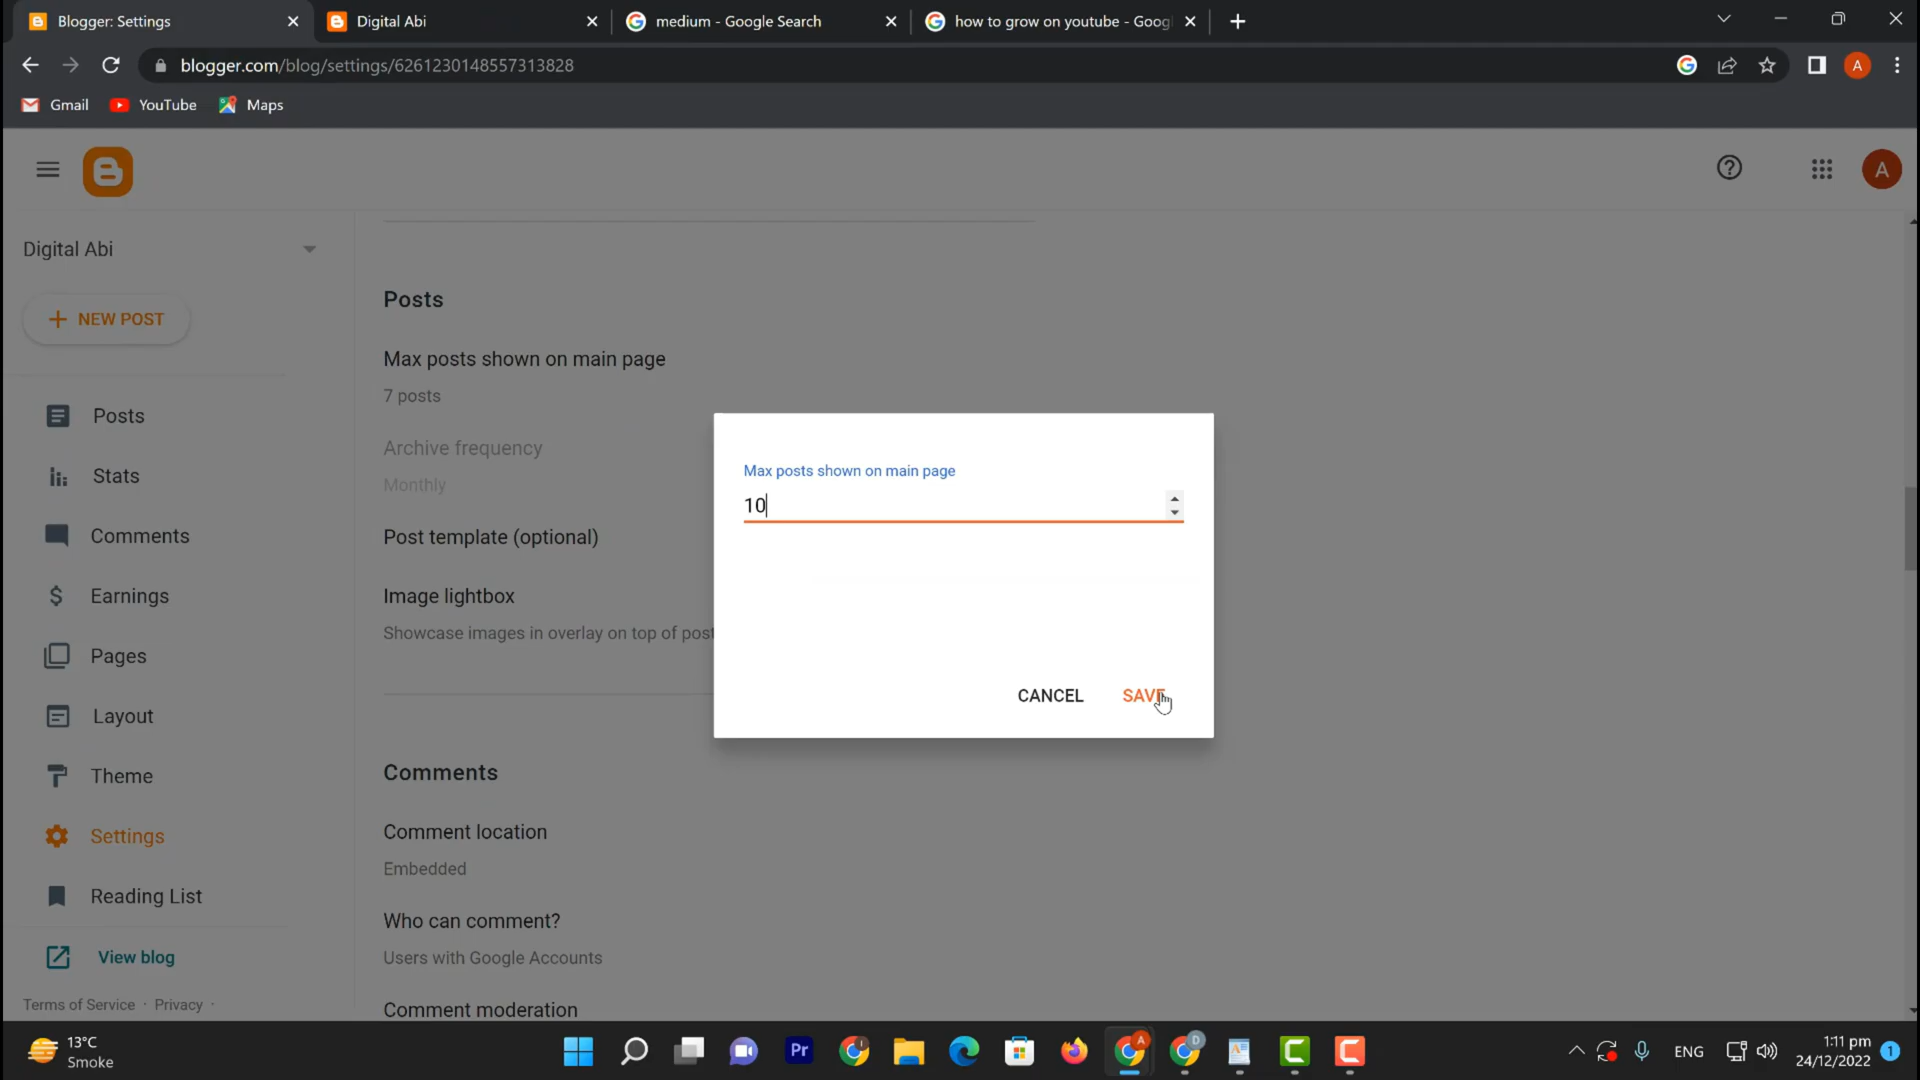 Blogger: Settings
Digital Abi
medium - Google Search
how to grow on youtube - Goog
blogger.com/blog/settings/6261230148557313828
A
Gmail
YouTube
Maps
A
Digital Abi
NEW POST
Posts
Stats
Comments
Earnings
Pages
Layout
Theme
Settings
Reading List
View blog
Terms of Service · Privacy ·
Posts
Max posts shown on main page
7 posts
Archive frequency
Monthly
Post template (optional)
Image lightbox
Showcase images in overlay on top of post
Comments
Comment location
Embedded
Who can comment?
Users with Google Accounts
Comment moderation
Max posts shown on main page
10
CANCEL
SAVE
13°C
Smoke
Pr
A
D
ENG
1:11 pm
24/12/2022
1